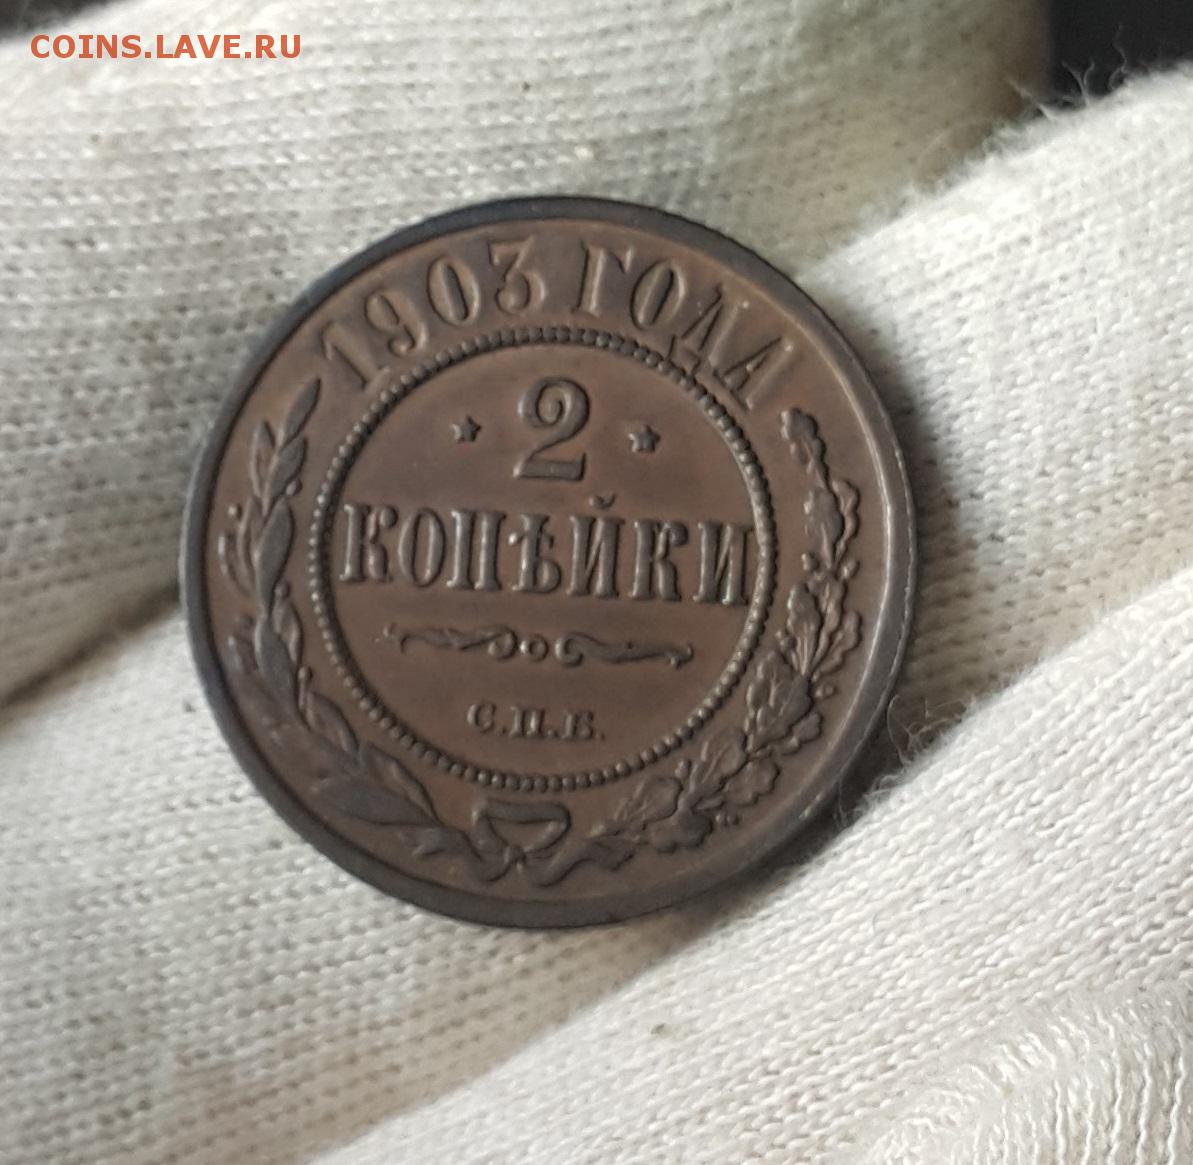 COINS.LAVE.RU
1903 ГОДА
2
КОПѢЙКИ
С.П.Б.